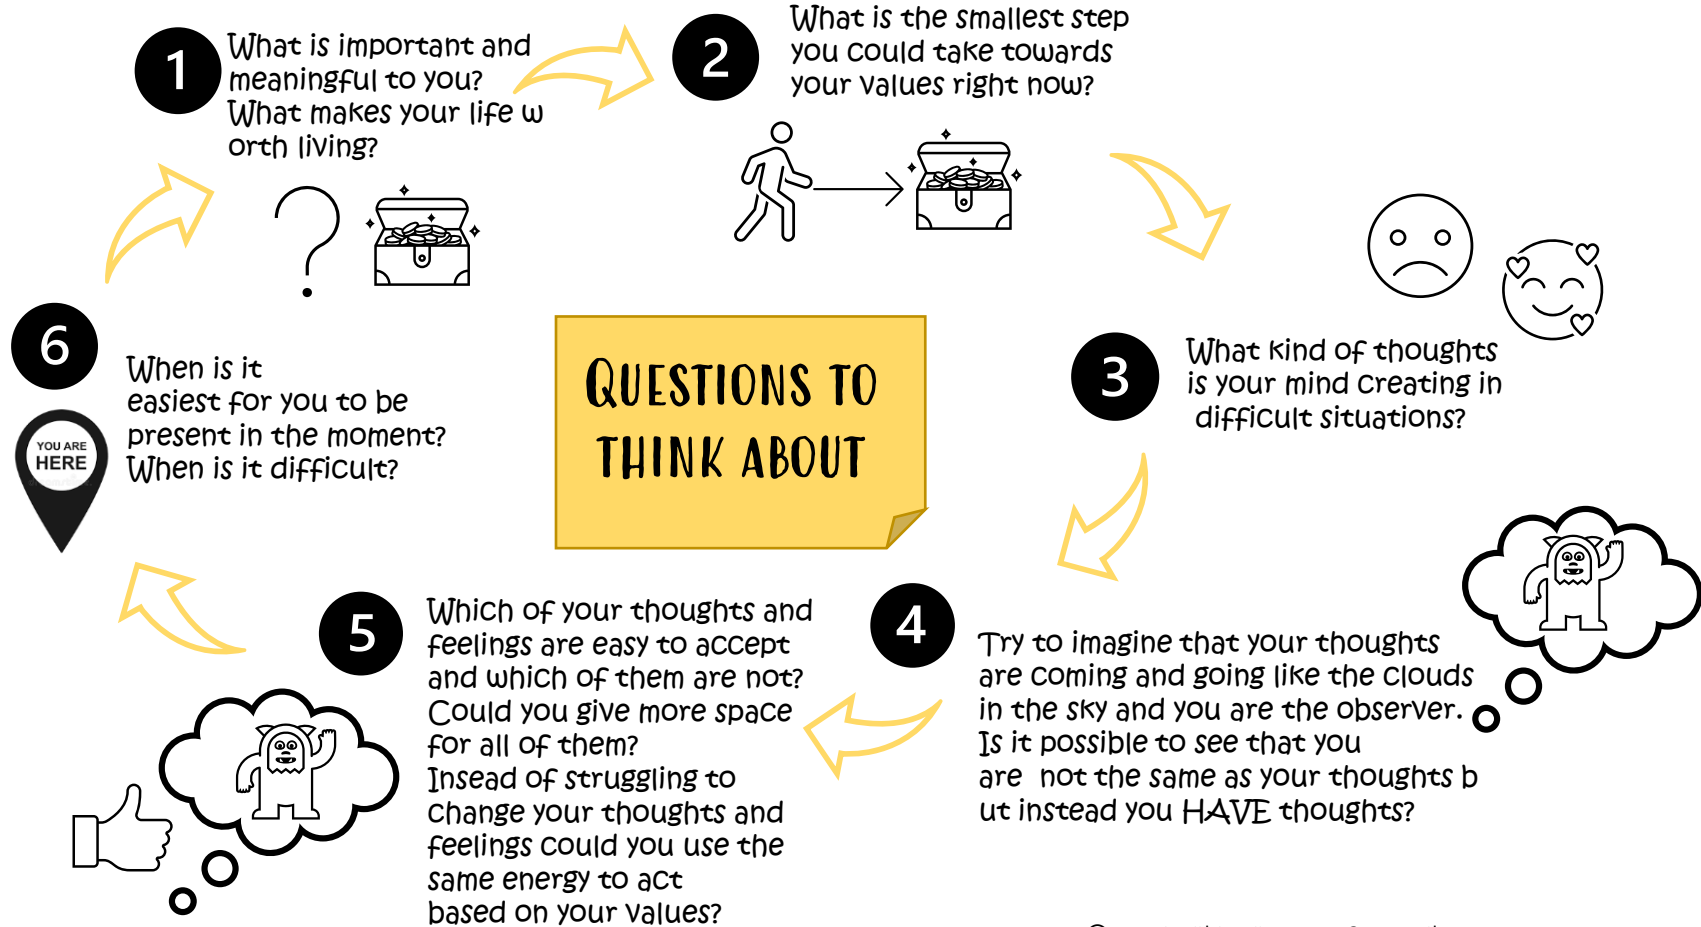 1
What is important and
meaningful to you?
What makes your life w
orth living?
2
What is the smallest step
you could take towards
your values right now?
3
What kind of thoughts
is your mind creating in
difficult situations?
4
Try to imagine that your thoughts
are coming and going like the clouds
in the sky and you are the observer.
Is it possible to see that you
are  not the same as your thoughts b
ut instead you HAVE thoughts?
5
Which of your thoughts and
feelings are easy to accept
and which of them are not?
Could you give more space
for all of them?
Insead of struggling to
change your thoughts and
feelings could you use the
same energy to act
based on your values?
6
When is it
easiest for you to be
present in the moment?
When is it difficult?
YOU ARE
HERE
QUESTIONS TO
THINK ABOUT